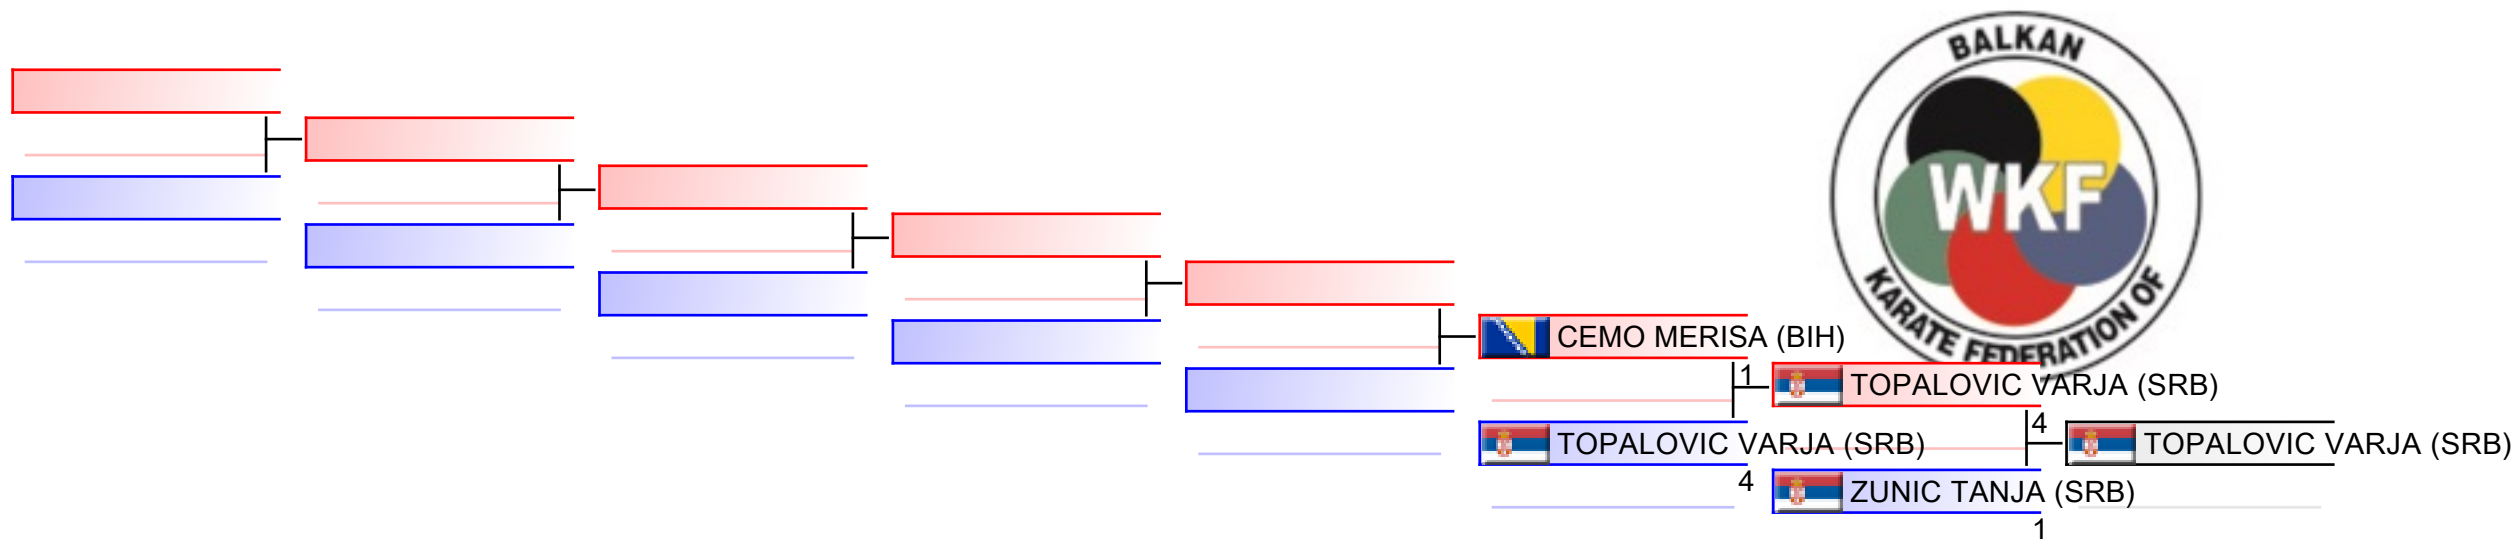 BALKAN
WKF
KARATE FEDERATION OF
CEMO MERISA (BIH)
1
TOPALOVIC VARJA (SRB)
4
TOPALOVIC VARJA (SRB)
4
TOPALOVIC VARJA (SRB)
ZUNIC TANJA (SRB)
1